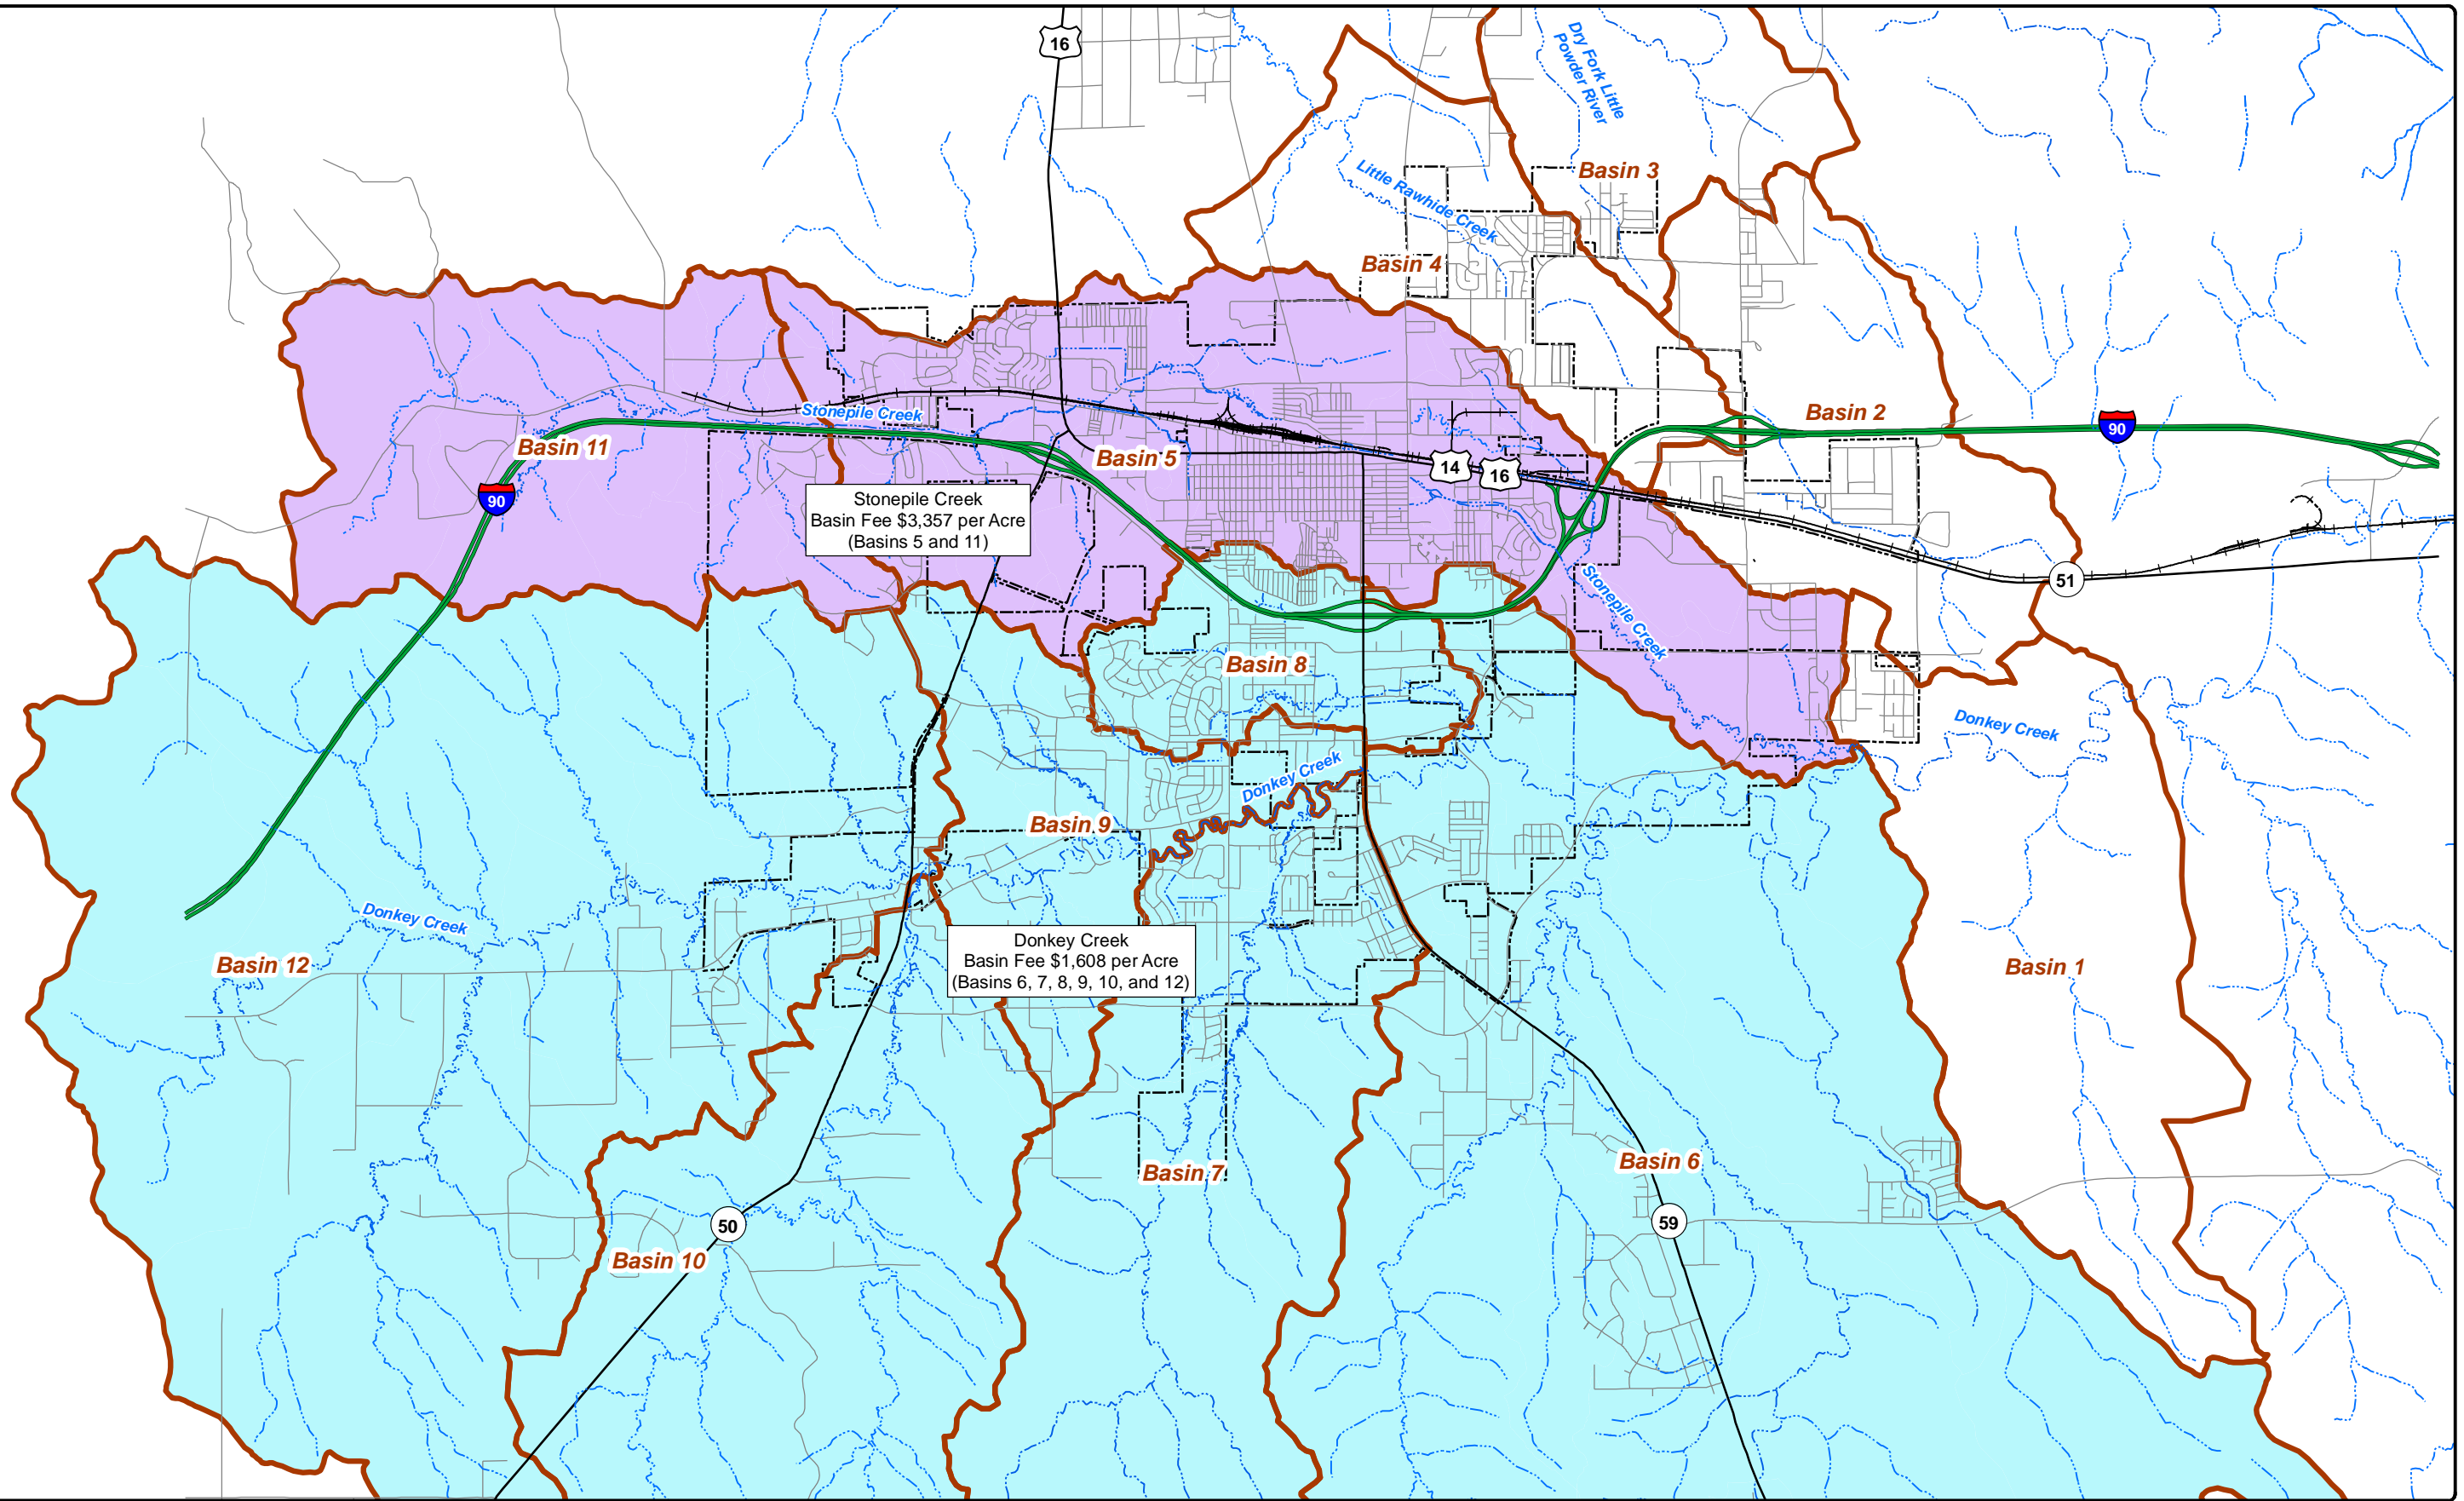 16
Dry Fork Little
Powder River
Basin 3
Little Rawhide Creek
Basin 4
Stonepile Creek
Basin 2
90
Basin 11
Basin 5
14
16
90
Stonepile Creek
Basin Fee $3,357 per Acre
(Basins 5 and 11)
51
Stonepile Creek
Basin 8
Donkey Creek
Donkey Creek
Basin 9
Donkey Creek
Basin 12
Donkey Creek
Basin Fee $1,608 per Acre
(Basins 6, 7, 8, 9, 10, and 12)
Basin 1
Basin 7
Basin 6
50
59
Basin 10